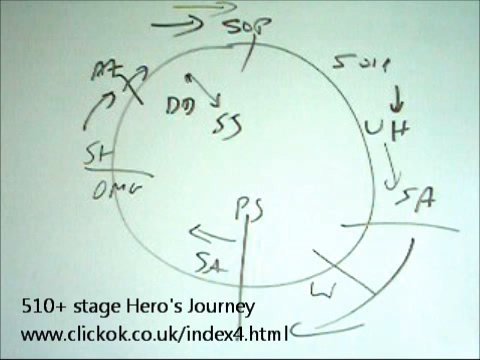 SOP
UH
SA
DD
SS
SH
OMG
PS
SA
W
510+ stage Hero's Journey
www.clickok.co.uk/index4.html